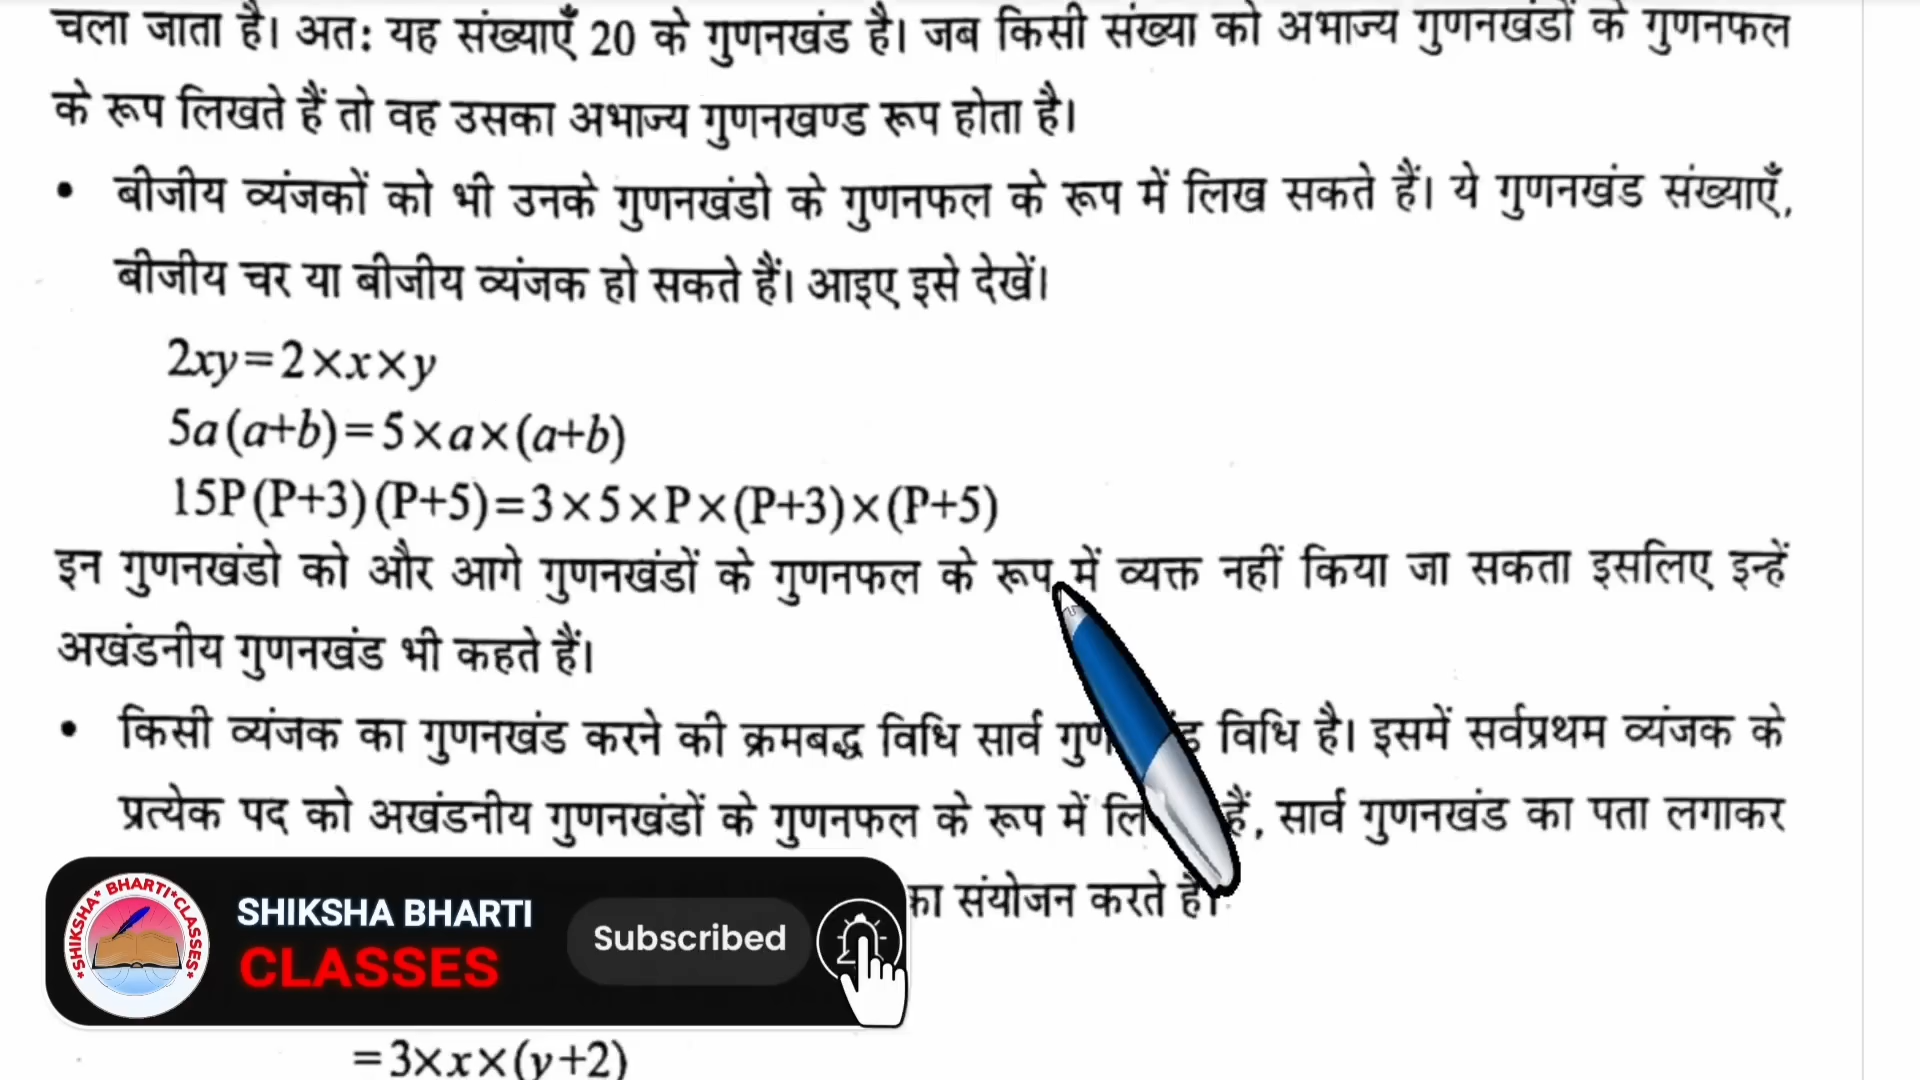 चला जाता है। अतः यह संख्याएँ 20 के गुणनखंड है। जब किसी संख्या को अभाज्य गुणनखंडों के गुणनफल
के रूप लिखते हैं तो वह उसका अभाज्य गुणनखण्ड रूप होता है।
• बीजीय व्यंजकों को भी उनके गुणनखंडो के गुणनफल के रूप में लिख सकते हैं। ये गुणनखंड संख्याएँ,
बीजीय चर या बीजीय व्यंजक हो सकते हैं। आइए इसे देखें।
2xy=2×x×y
5a(a+b)=5×a×(a+b)
15P(P+3)(P+5)=3×5×P×(P+3)×(P+5)
इन गुणनखंडो को और आगे गुणनखंडों के गुणनफल के रूप में व्यक्त नहीं किया जा सकता इसलिए इन्हें
अखंडनीय गुणनखंड भी कहते हैं।
• किसी व्यंजक का गुणनखंड करने की क्रमबद्ध विधि सार्व विधि है। इसमें सर्वप्रथम व्यंजक के
प्रत्येक पद को अखंडनीय गुणनखंडों के गुणनफल के रूप में हैं, सार्व गुणनखंड का पता लगाकर
का संयोजन करते हैं।
SHIKSHA BHARTI
CLASSES
Subscribed
*SHIKSHA* BHARTI*CLASSES*
=3×x×(y+2)